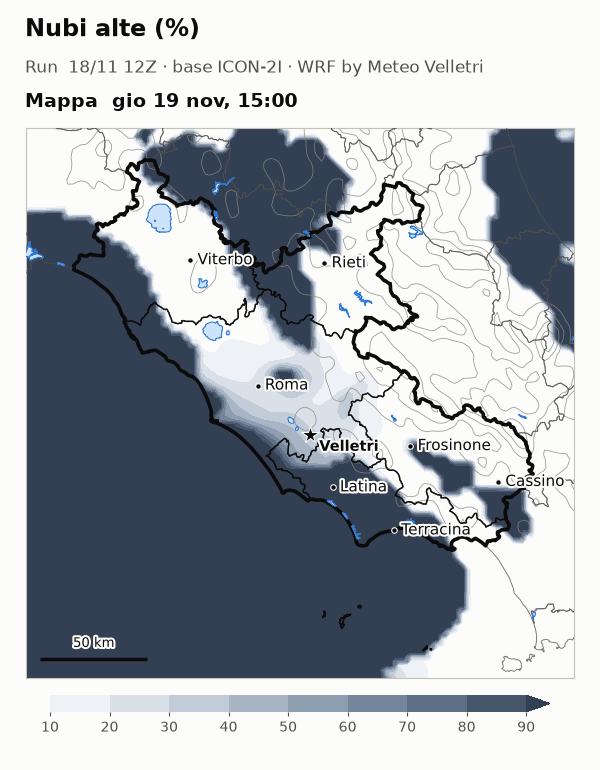 Nubi alte (%)
Run  18/11 12Z · base ICON-2I · WRF by Meteo Velletri
Mappa  gio 19 nov, 15:00
Viterbo
Rieti
Roma
Velletri
Frosinone
Cassino
Latina
Terracina
50 km
10 20 30 40 50 60 70 80 90